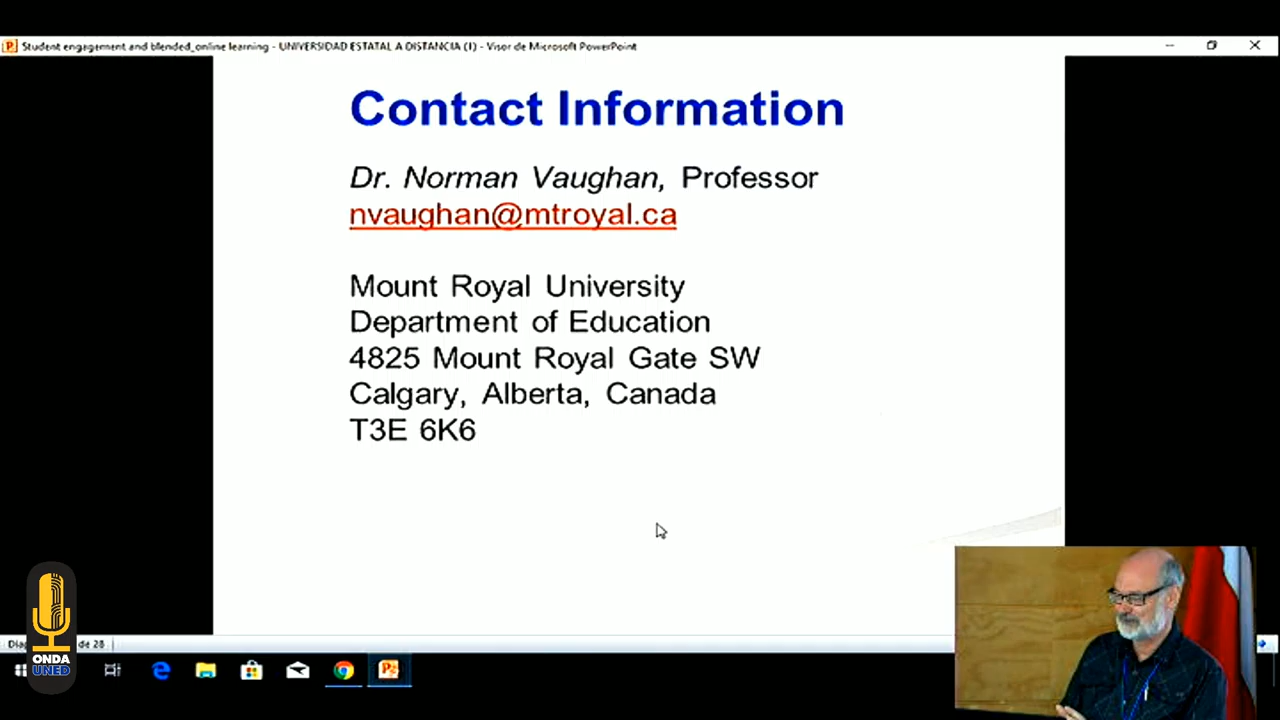 Student engagement and blended_online learning - UNIVERSIDAD ESTATAL A DISTANCIA (I) - Visor de Microsoft PowerPoint
Contact Information
Dr. Norman Vaughan, Professor
nvaughan@mtroyal.ca
Mount Royal University
Department of Education
4825 Mount Royal Gate SW
Calgary, Alberta, Canada
T3E 6K6
de 28
ONDA
UNED